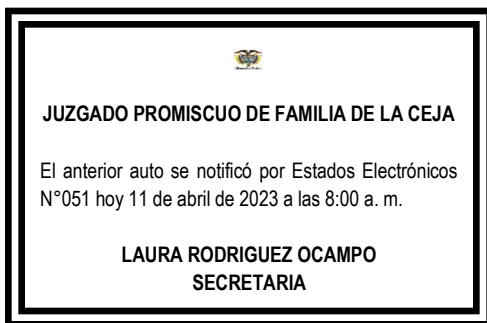 JUZGADO PROMISCUO DE FAMILIA DE LA CEJA
El anterior auto se notificó por Estados Electrónicos
N°051 hoy 11 de abril de 2023 a las 8:00 a. m.
LAURA RODRIGUEZ OCAMPO
SECRETARIA